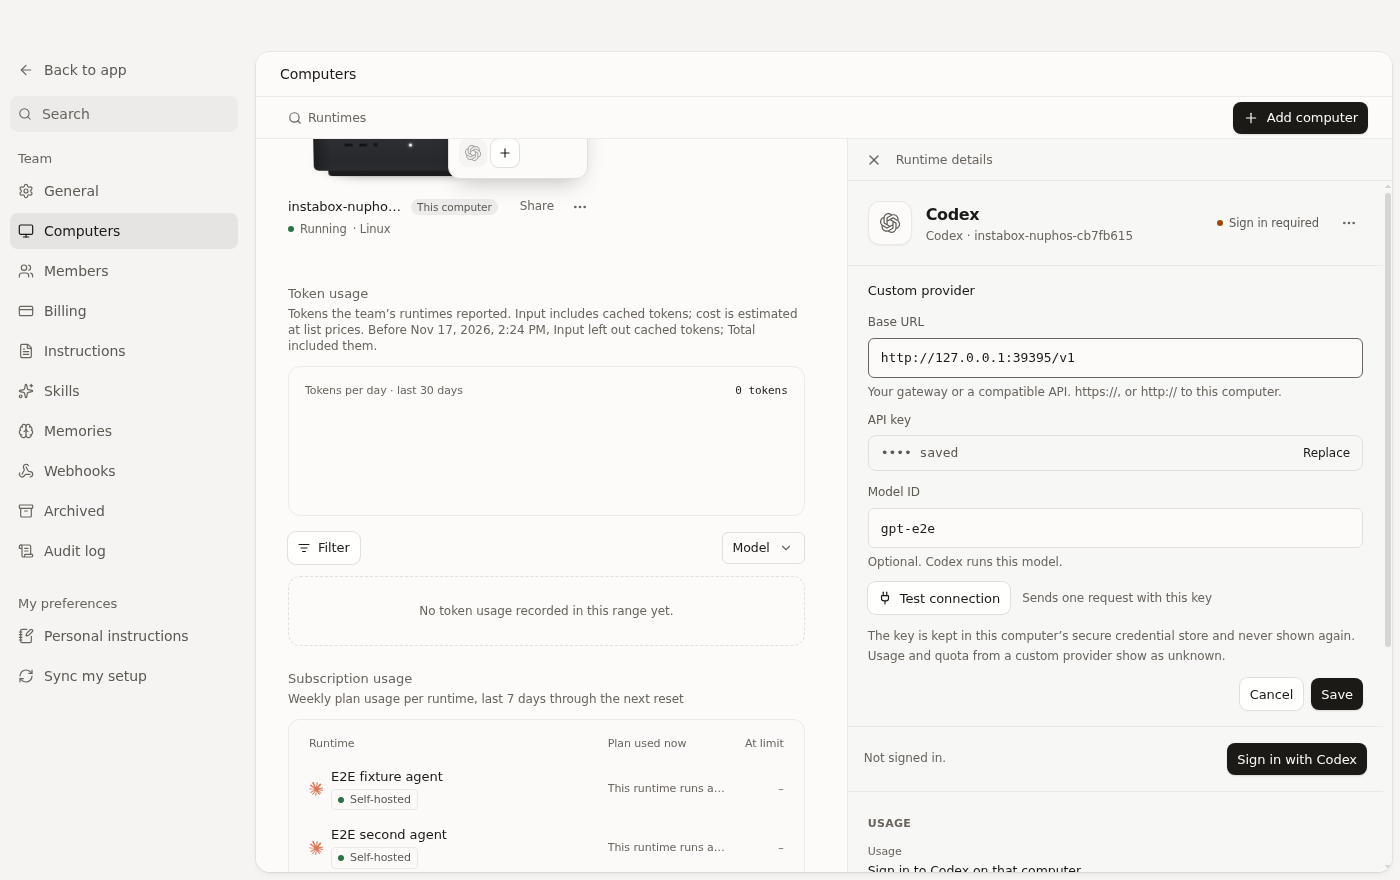 Back to app
Search
Team
General
Computers
Members
Billing
Instructions
Skills
Memories
Webhooks
Archived
Audit log
My preferences
Personal instructions
Sync my setup
Computers
Runtimes
Add computer
instabox-nupho… This computer Share
Running · Linux
Token usage
Tokens the team’s runtimes reported. Input includes cached tokens; cost is estimated
at list prices. Before Nov 17, 2026, 2:24 PM, Input left out cached tokens; Total
included them.
Tokens per day · last 30 days 0 tokens
Filter Model
No token usage recorded in this range yet.
Subscription usage
Weekly plan usage per runtime, last 7 days through the next reset
Runtime Plan used now At limit
E2E fixture agent
Self-hosted
This runtime runs a… –
E2E second agent
Self-hosted
This runtime runs a… –
Runtime details
Codex
Codex · instabox-nuphos-cb7fb615
Sign in required
Custom provider
Base URL
http://127.0.0.1:39395/v1
Your gateway or a compatible API. https://, or http:// to this computer.
API key
•••• saved Replace
Model ID
gpt-e2e
Optional. Codex runs this model.
Test connection Sends one request with this key
The key is kept in this computer’s secure credential store and never shown again.
Usage and quota from a custom provider show as unknown.
Cancel Save
Not signed in. Sign in with Codex
USAGE
Usage
Sign in to Codex on that computer